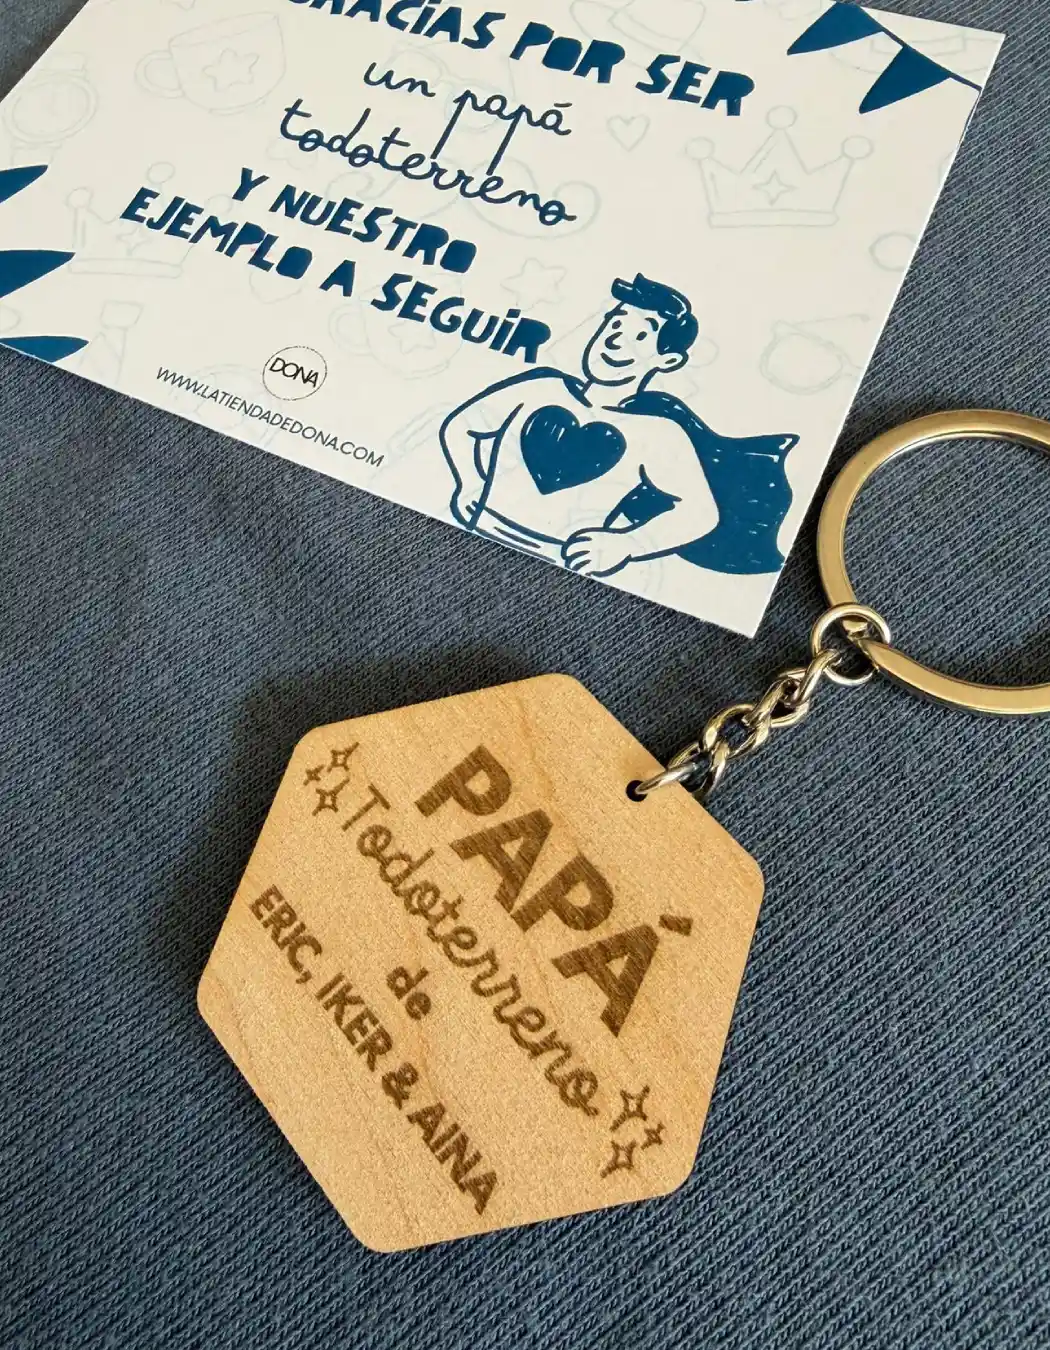 GRACIAS POR SER
un papá
todoterreno
Y NUESTRO
EJEMPLO A SEGUIR
DONA
WWW.LATIENDADEDONA.COM
PAPÁ
Todoterreno
de
ERIC, IKER & AINA